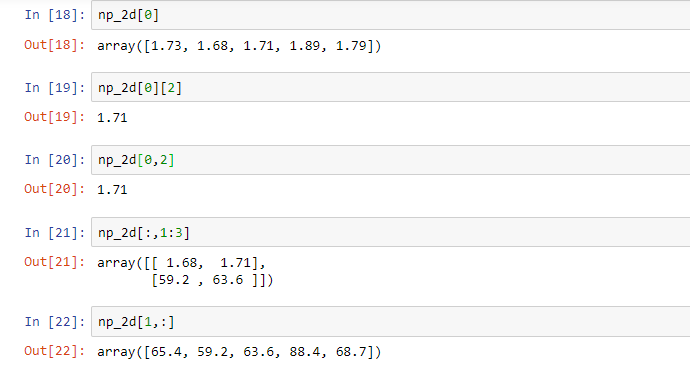 In [18]: np_2d[0]
Out[18]: array([1.73, 1.68, 1.71, 1.89, 1.79])
In [19]: np_2d[0][2]
Out[19]: 1.71
In [20]: np_2d[0,2]
Out[20]: 1.71
In [21]: np_2d[:,1:3]
Out[21]: array([[ 1.68,  1.71],
       [59.2 , 63.6 ]])
In [22]: np_2d[1,:]
Out[22]: array([65.4, 59.2, 63.6, 88.4, 68.7])